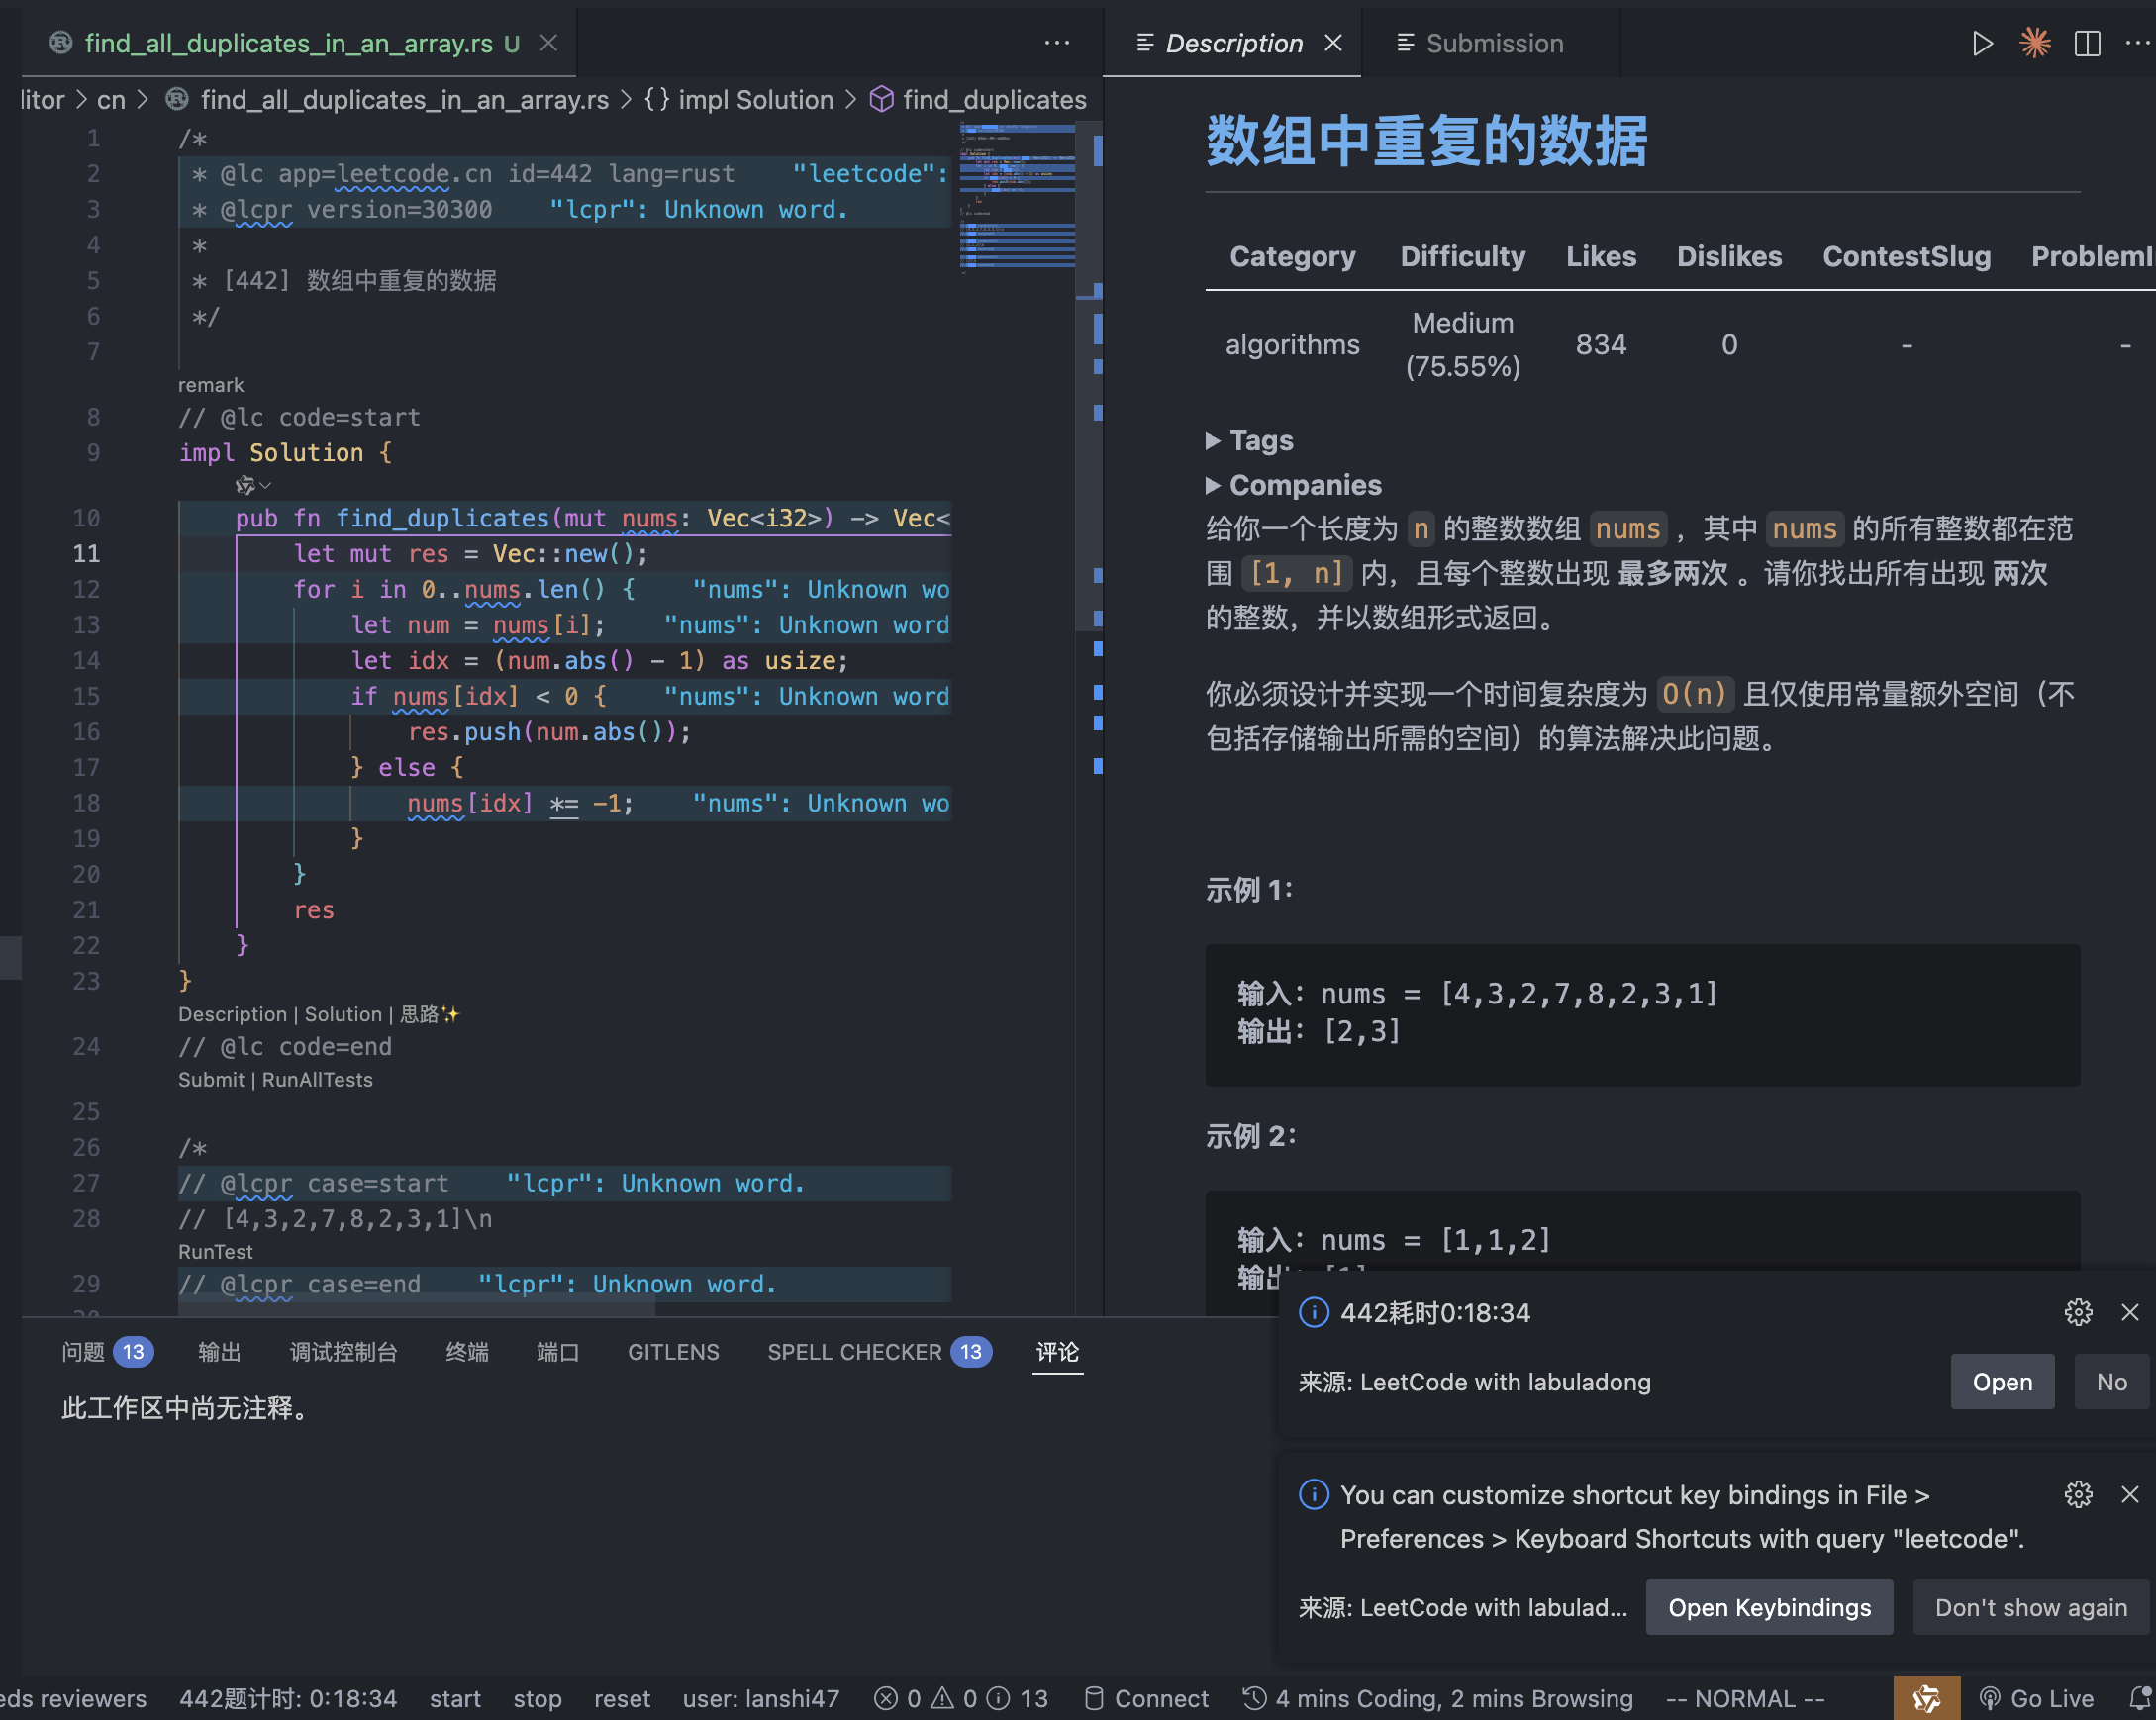 find_all_duplicates_in_an_array.rs U
Description
Submission
cn > find_all_duplicates_in_an_array.rs > {} impl Solution > find_duplicates
1 /*
2 * @lc app=leetcode.cn id=442 lang=rust "leetcode":
3 * @lcpr version=30300 "lcpr": Unknown word.
4 *
5 * [442] 数组中重复的数据
6 */
7
remark
8 // @lc code=start
9 impl Solution {
10 pub fn find_duplicates(mut nums: Vec<i32>) -> Vec<
11 let mut res = Vec::new();
12 for i in 0..nums.len() { "nums": Unknown wo
13 let num = nums[i]; "nums": Unknown word
14 let idx = (num.abs() - 1) as usize;
15 if nums[idx] < 0 { "nums": Unknown word
16 res.push(num.abs());
17 } else {
18 nums[idx] *= -1; "nums": Unknown wo
19 }
20 }
21 res
22 }
23 }
Description | Solution | 思路✨
24 // @lc code=end
Submit | RunAllTests
25
26 /*
27 // @lcpr case=start "lcpr": Unknown word.
28 // [4,3,2,7,8,2,3,1]\n
RunTest
29 // @lcpr case=end "lcpr": Unknown word.
数组中重复的数据
Category Difficulty Likes Dislikes ContestSlug ProblemI
algorithms Medium (75.55%) 834 0 - -
▶ Tags
▶ Companies
给你一个长度为 n 的整数数组 nums ，其中 nums 的所有整数都在范
围 [1, n] 内，且每个整数出现 最多两次 。请你找出所有出现 两次
的整数，并以数组形式返回。
你必须设计并实现一个时间复杂度为 O(n) 且仅使用常量额外空间（不
包括存储输出所需的空间）的算法解决此问题。
示例 1：
输入：nums = [4,3,2,7,8,2,3,1]
输出：[2,3]
示例 2：
输入：nums = [1,1,2]
问题 13 输出 调试控制台 终端 端口 GITLENS SPELL CHECKER 13 评论
此工作区中尚无注释。
442耗时0:18:34
来源: LeetCode with labuladong
Open
No
You can customize shortcut key bindings in File >
Preferences > Keyboard Shortcuts with query "leetcode".
来源: LeetCode with labulad...
Open Keybindings
Don't show again
eds reviewers 442题计时: 0:18:34 start stop reset user: lanshi47 0 0 13 Connect 4 mins Coding, 2 mins Browsing -- NORMAL -- Go Live